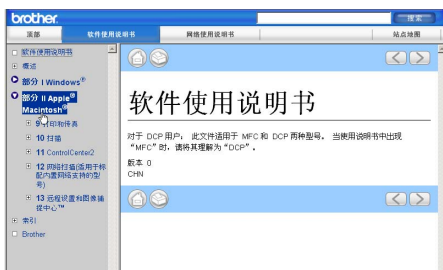 brother.
搜索
顶部
软件使用说明书
网络使用说明书
站点地图
软件使用说明书
概述
部分 I Windows®
部分 II Apple®
Macintosh®
9 打印和传真
10 扫描
11 ControlCenter2
12 网络扫描(适用于标
配内置网络支持的型
号)
13 远程设置和图像捕
捉中心™
索引
Brother
软件使用说明书
对于 DCP 用户: 此文件适用于 MFC 和 DCP 两种型号。 当使用说明书中出现
“MFC”时, 请将其理解为“DCP”。
版本 0
CHN